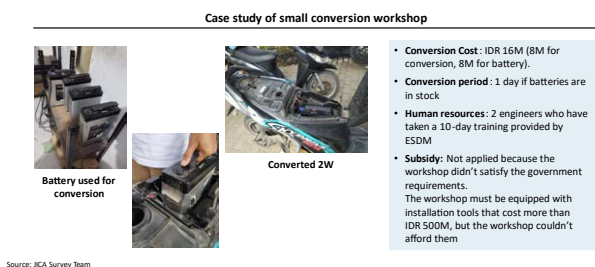 Case study of small conversion workshop
Battery used for
conversion
Converted 2W
• Conversion Cost: IDR 16M (8M for
conversion, 8M for battery).
• Conversion period: 1 day if batteries are
in stock
• Human resources: 2 engineers who have
taken a 10-day training provided by
ESDM
• Subsidy: Not applied because the
workshop didn't satisfy the government
requirements.
The workshop must be equipped with
installation tools that cost more than
IDR 500M, but the workshop couldn't
afford them
Source: JICA Survey Team